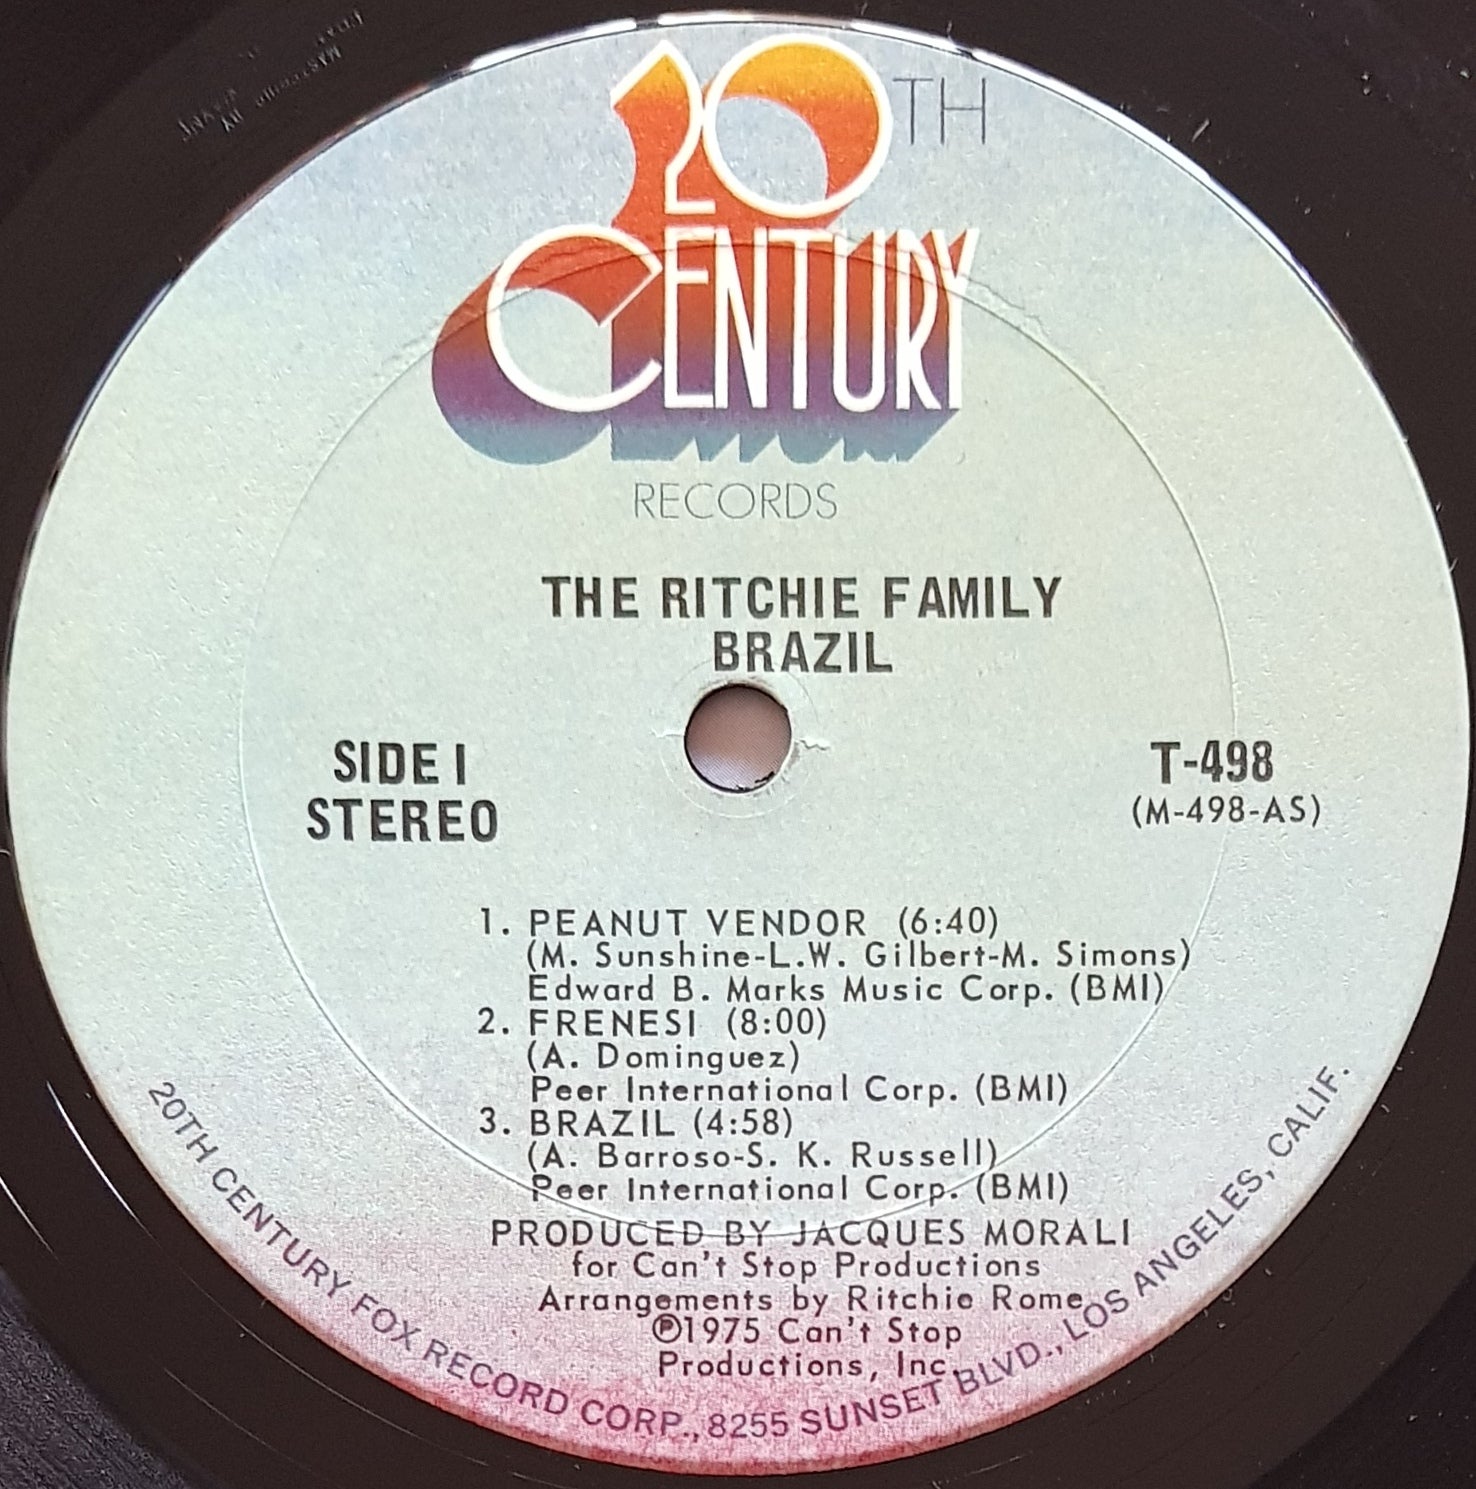 20TH
CENTURY
RECORDS
THE RITCHIE FAMILY
BRAZIL
SIDE I
STEREO
T-498
(M-498-AS)
1. PEANUT VENDOR (6:40)
(M. Sunshine-L.W. Gilbert-M. Simons)
Edward B. Marks Music Corp. (BMI)
2. FRENESI (8:00)
(A. Dominguez)
Peer International Corp. (BMI)
3. BRAZIL (4:58)
(A. Barroso-S. K. Russell)
Peer International Corp. (BMI)
PRODUCED BY JACQUES MORALI
for Can't Stop Productions
Arrangements by Ritchie Rome
℗1975 Can't Stop
Productions, Inc.
20TH CENTURY FOX RECORD CORP., 8255 SUNSET BLVD., LOS ANGELES, CALIF.